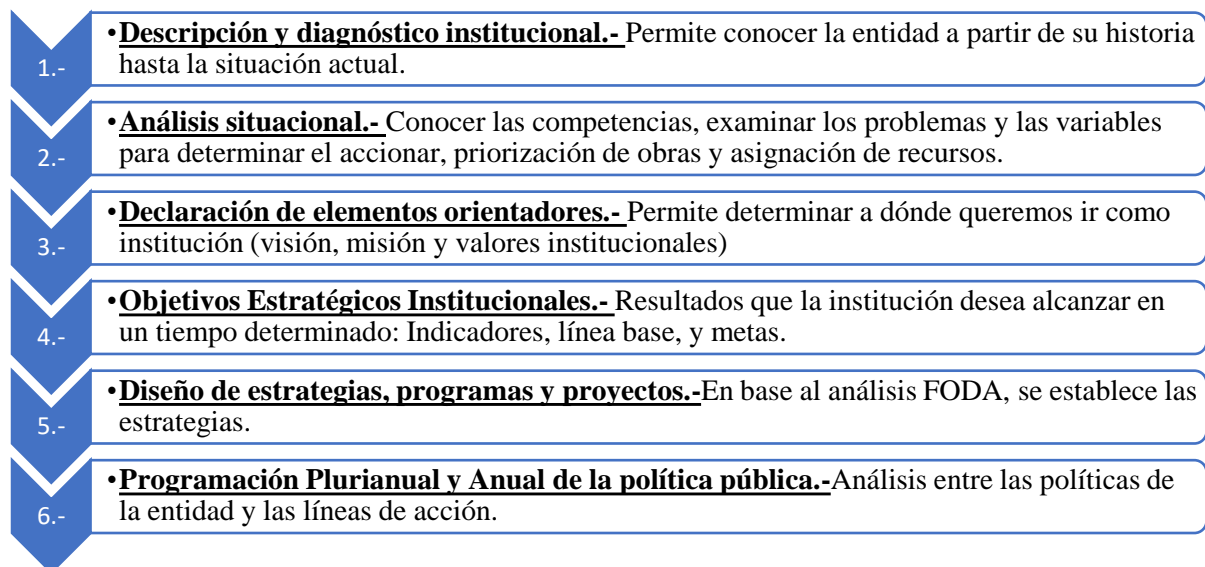 1.-
•Descripción y diagnóstico institucional.- Permite conocer la entidad a partir de su historia
hasta la situación actual.
2.-
•Análisis situacional.- Conocer las competencias, examinar los problemas y las variables
para determinar el accionar, priorización de obras y asignación de recursos.
3.-
•Declaración de elementos orientadores.- Permite determinar a dónde queremos ir como
institución (visión, misión y valores institucionales)
4.-
•Objetivos Estratégicos Institucionales.- Resultados que la institución desea alcanzar en
un tiempo determinado: Indicadores, línea base, y metas.
5.-
•Diseño de estrategias, programas y proyectos.-En base al análisis FODA, se establece las
estrategias.
6.-
•Programación Plurianual y Anual de la política pública.-Análisis entre las políticas de
la entidad y las líneas de acción.